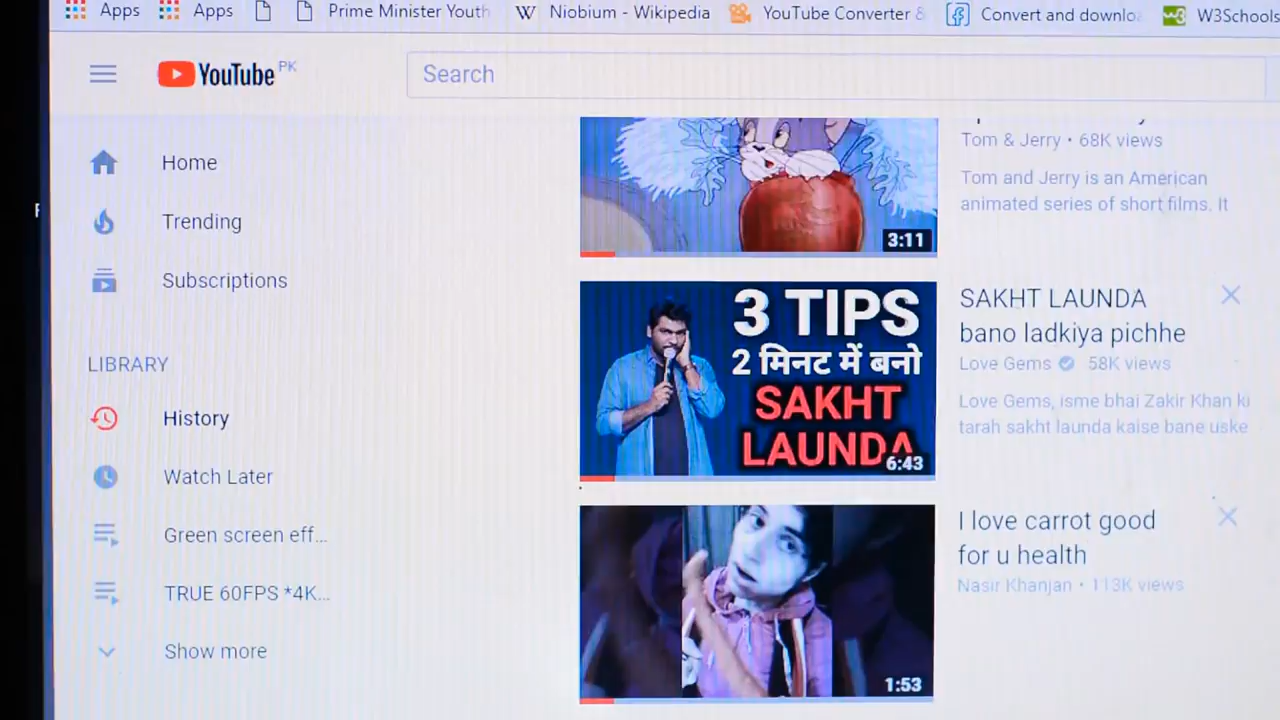 Apps
Apps
Prime Minister Youth
W Niobium - Wikipedia
YouTube Converter &
Convert and downlo
W3Schools
YouTube PK
Search
Home
Trending
Subscriptions
LIBRARY
History
Watch Later
Green screen eff...
TRUE 60FPS *4K...
Show more
3:11
Tom & Jerry • 68K views
Tom and Jerry is an American
animated series of short films. It
3 TIPS
2 मिनट में बनो
SAKHT
LAUNDA
6:43
SAKHT LAUNDA
bano ladkiya pichhe
Love Gems 58K views
Love Gems, isme bhai Zakir Khan ki
tarah sakht launda kaise bane uske
1:53
I love carrot good
for u health
Nasir Khanjan • 113K views